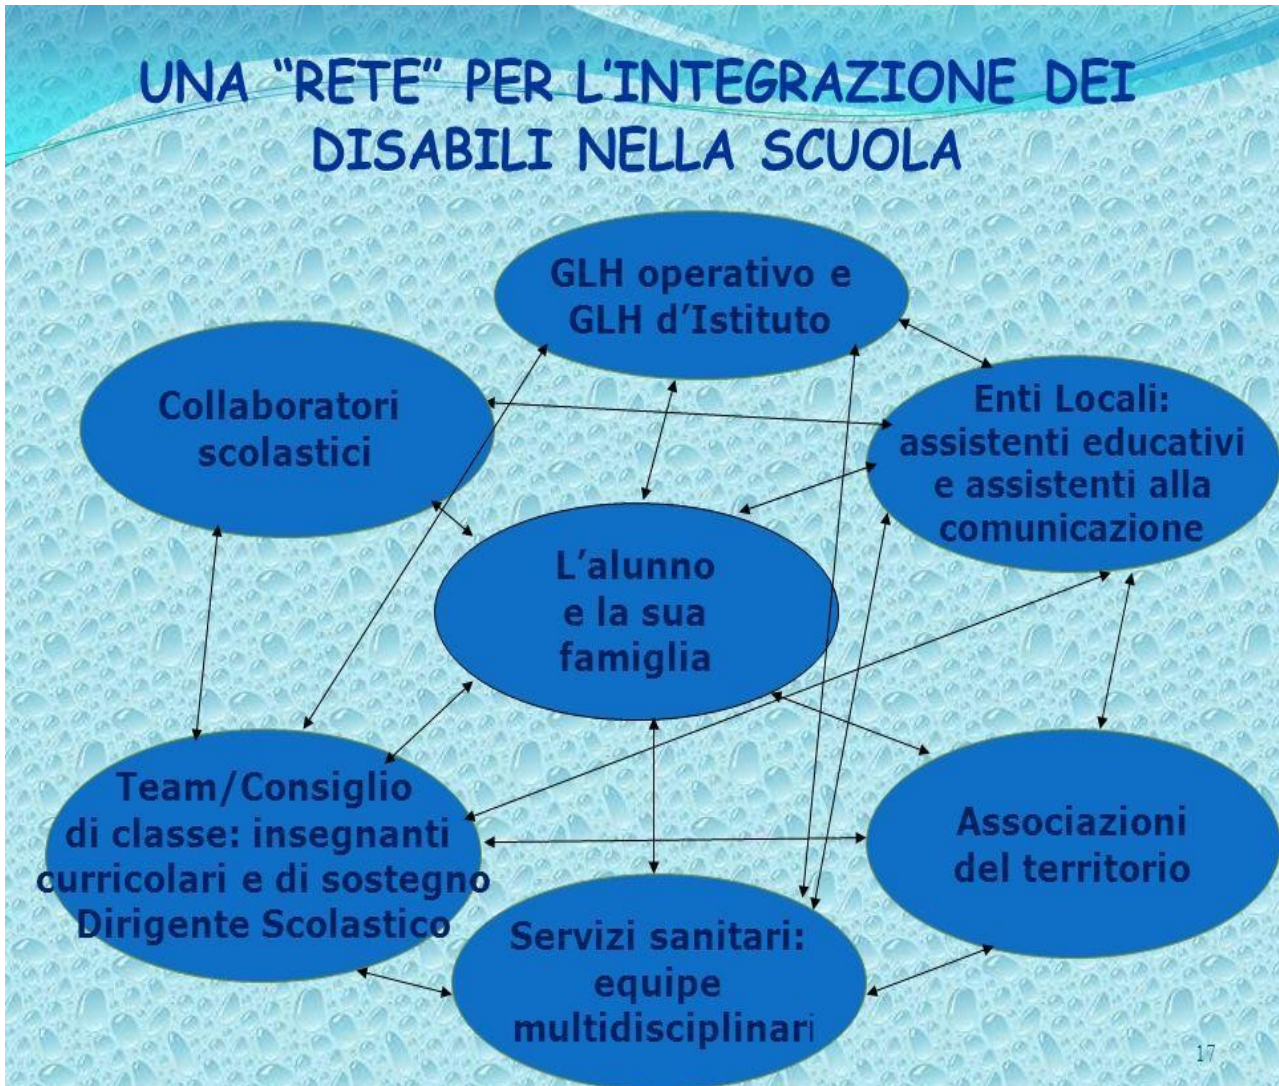 UNA “RETE” PER L’INTEGRAZIONE DEI
DISABILI NELLA SCUOLA
GLH operativo e
GLH d’Istituto
Collaboratori
scolastici
Enti Locali:
assistenti educativi
e assistenti alla
comunicazione
L’alunno
e la sua
famiglia
Team/Consiglio
di classe: insegnanti
curricolari e di sostegno
Dirigente Scolastico
Associazioni
del territorio
Servizi sanitari:
equipe
multidisciplinari
17